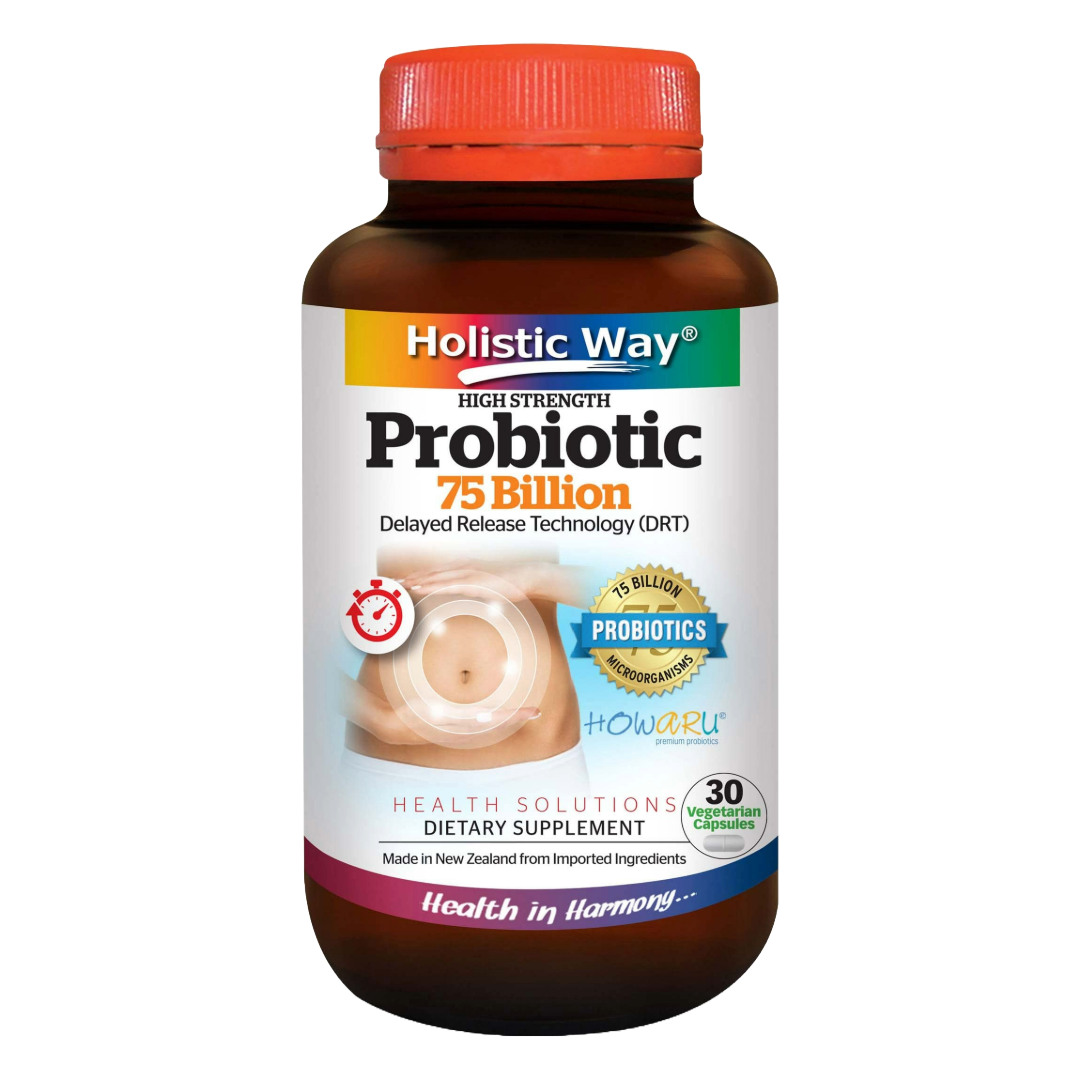 Holistic Way®
HIGH STRENGTH
Probiotic
75 Billion
Delayed Release Technology (DRT)
75 BILLION
75
PROBIOTICS
MICROORGANISMS
HOWARU®
premium probiotics
HEALTH SOLUTIONS
DIETARY SUPPLEMENT
30
Vegetarian
Capsules
Made in New Zealand from Imported Ingredients
Health in Harmony...